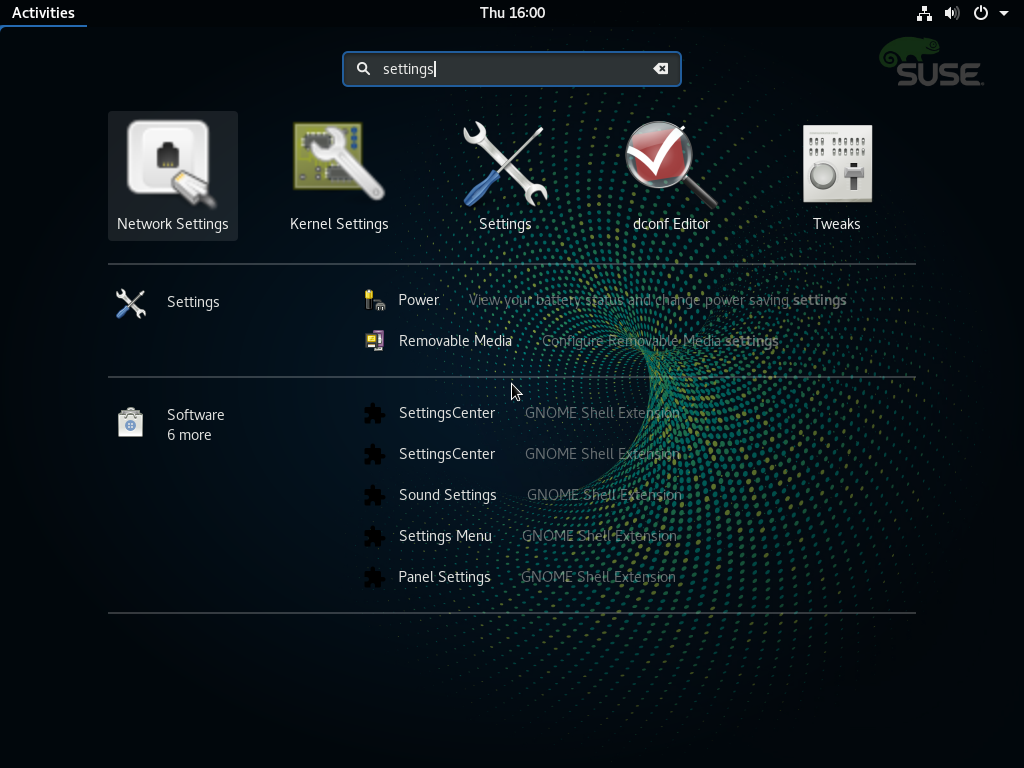 Activities
Thu 16:00
settings
SUSE
Network Settings
Kernel Settings
Settings
dconf Editor
Tweaks
Settings
Power View your battery status and change power saving settings
Removable Media Configure Removable Media settings
Software
6 more
SettingsCenter GNOME Shell Extension
SettingsCenter GNOME Shell Extension
Sound Settings GNOME Shell Extension
Settings Menu GNOME Shell Extension
Panel Settings GNOME Shell Extension